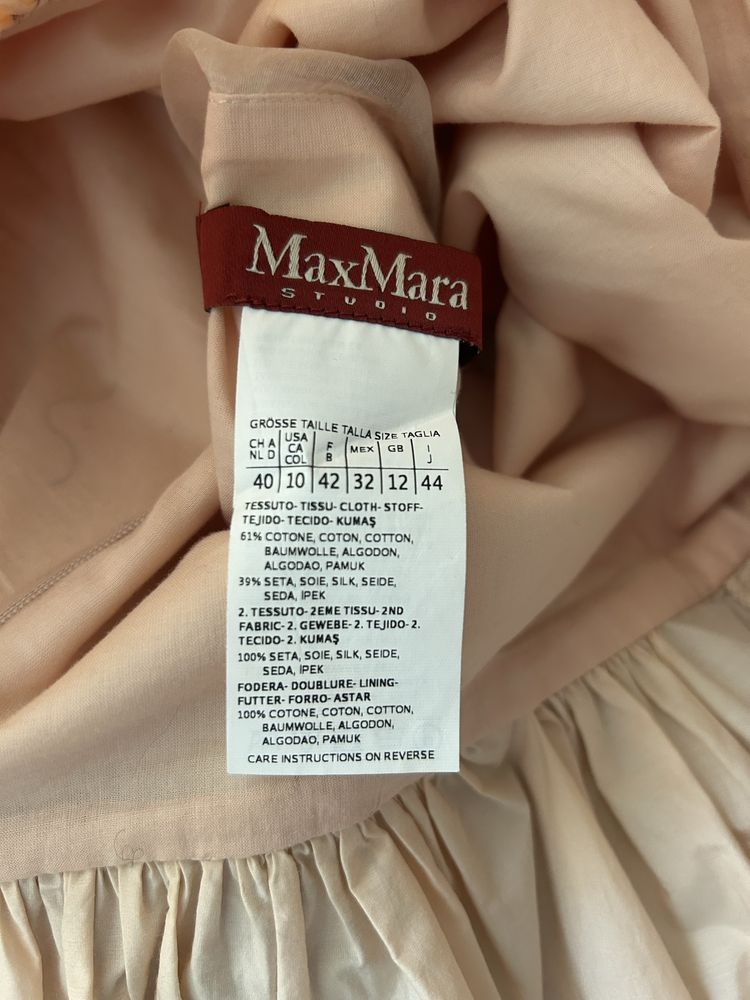 MaxMara
STUDIO
GRÖSSE TAILLE TALLA SIZE TAGLIA
CH A NL D USA CA COL F B MEX GB I J
40 10 42 32 12 44
TESSUTO- TISSU- CLOTH- STOFF-
TEJIDO- TECIDO- KUMAŞ
61% COTONE, COTON, COTTON,
BAUMWOLLE, ALGODON,
ALGODAO, PAMUK
39% SETA, SOIE, SILK, SEIDE,
SEDA, İPEK
2. TESSUTO- 2EME TISSU- 2ND
FABRIC- 2. GEWEBE- 2. TEJIDO- 2.
TECIDO- 2. KUMAŞ
100% SETA, SOIE, SILK, SEIDE,
SEDA, İPEK
FODERA- DOUBLURE- LINING-
FUTTER- FORRO- ASTAR
100% COTONE, COTON, COTTON,
BAUMWOLLE, ALGODON,
ALGODAO, PAMUK
CARE INSTRUCTIONS ON REVERSE